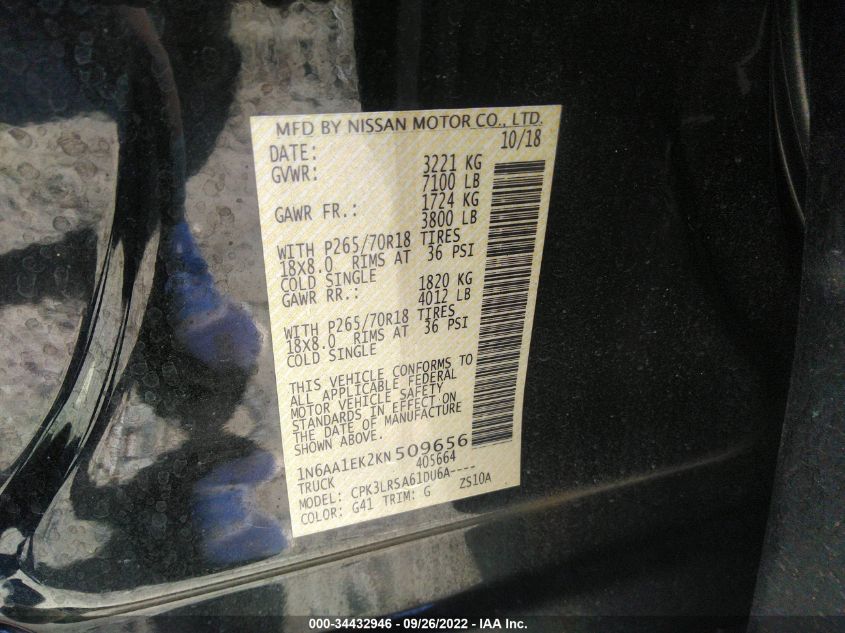 MFD BY NISSAN MOTOR CO., LTD.
DATE: 10/18
GVWR: 3221 KG
7100 LB
GAWR FR.: 1724 KG
3800 LB
WITH P265/70R18 TIRES
18X8.0 RIMS AT 36 PSI
COLD SINGLE
GAWR RR.: 1820 KG
4012 LB
WITH P265/70R18 TIRES
18X8.0 RIMS AT 36 PSI
COLD SINGLE
THIS VEHICLE CONFORMS TO
ALL APPLICABLE FEDERAL
MOTOR VEHICLE SAFETY
STANDARDS IN EFFECT ON
THE DATE OF MANUFACTURE
SHOWN ABOVE.
1N6AA1EK2KN509656
TRUCK 405664
MODEL: CPK3LRSA61DU6A----
COLOR: G41 TRIM: G ZS10A
000-34432946 - 09/26/2022 - IAA Inc.